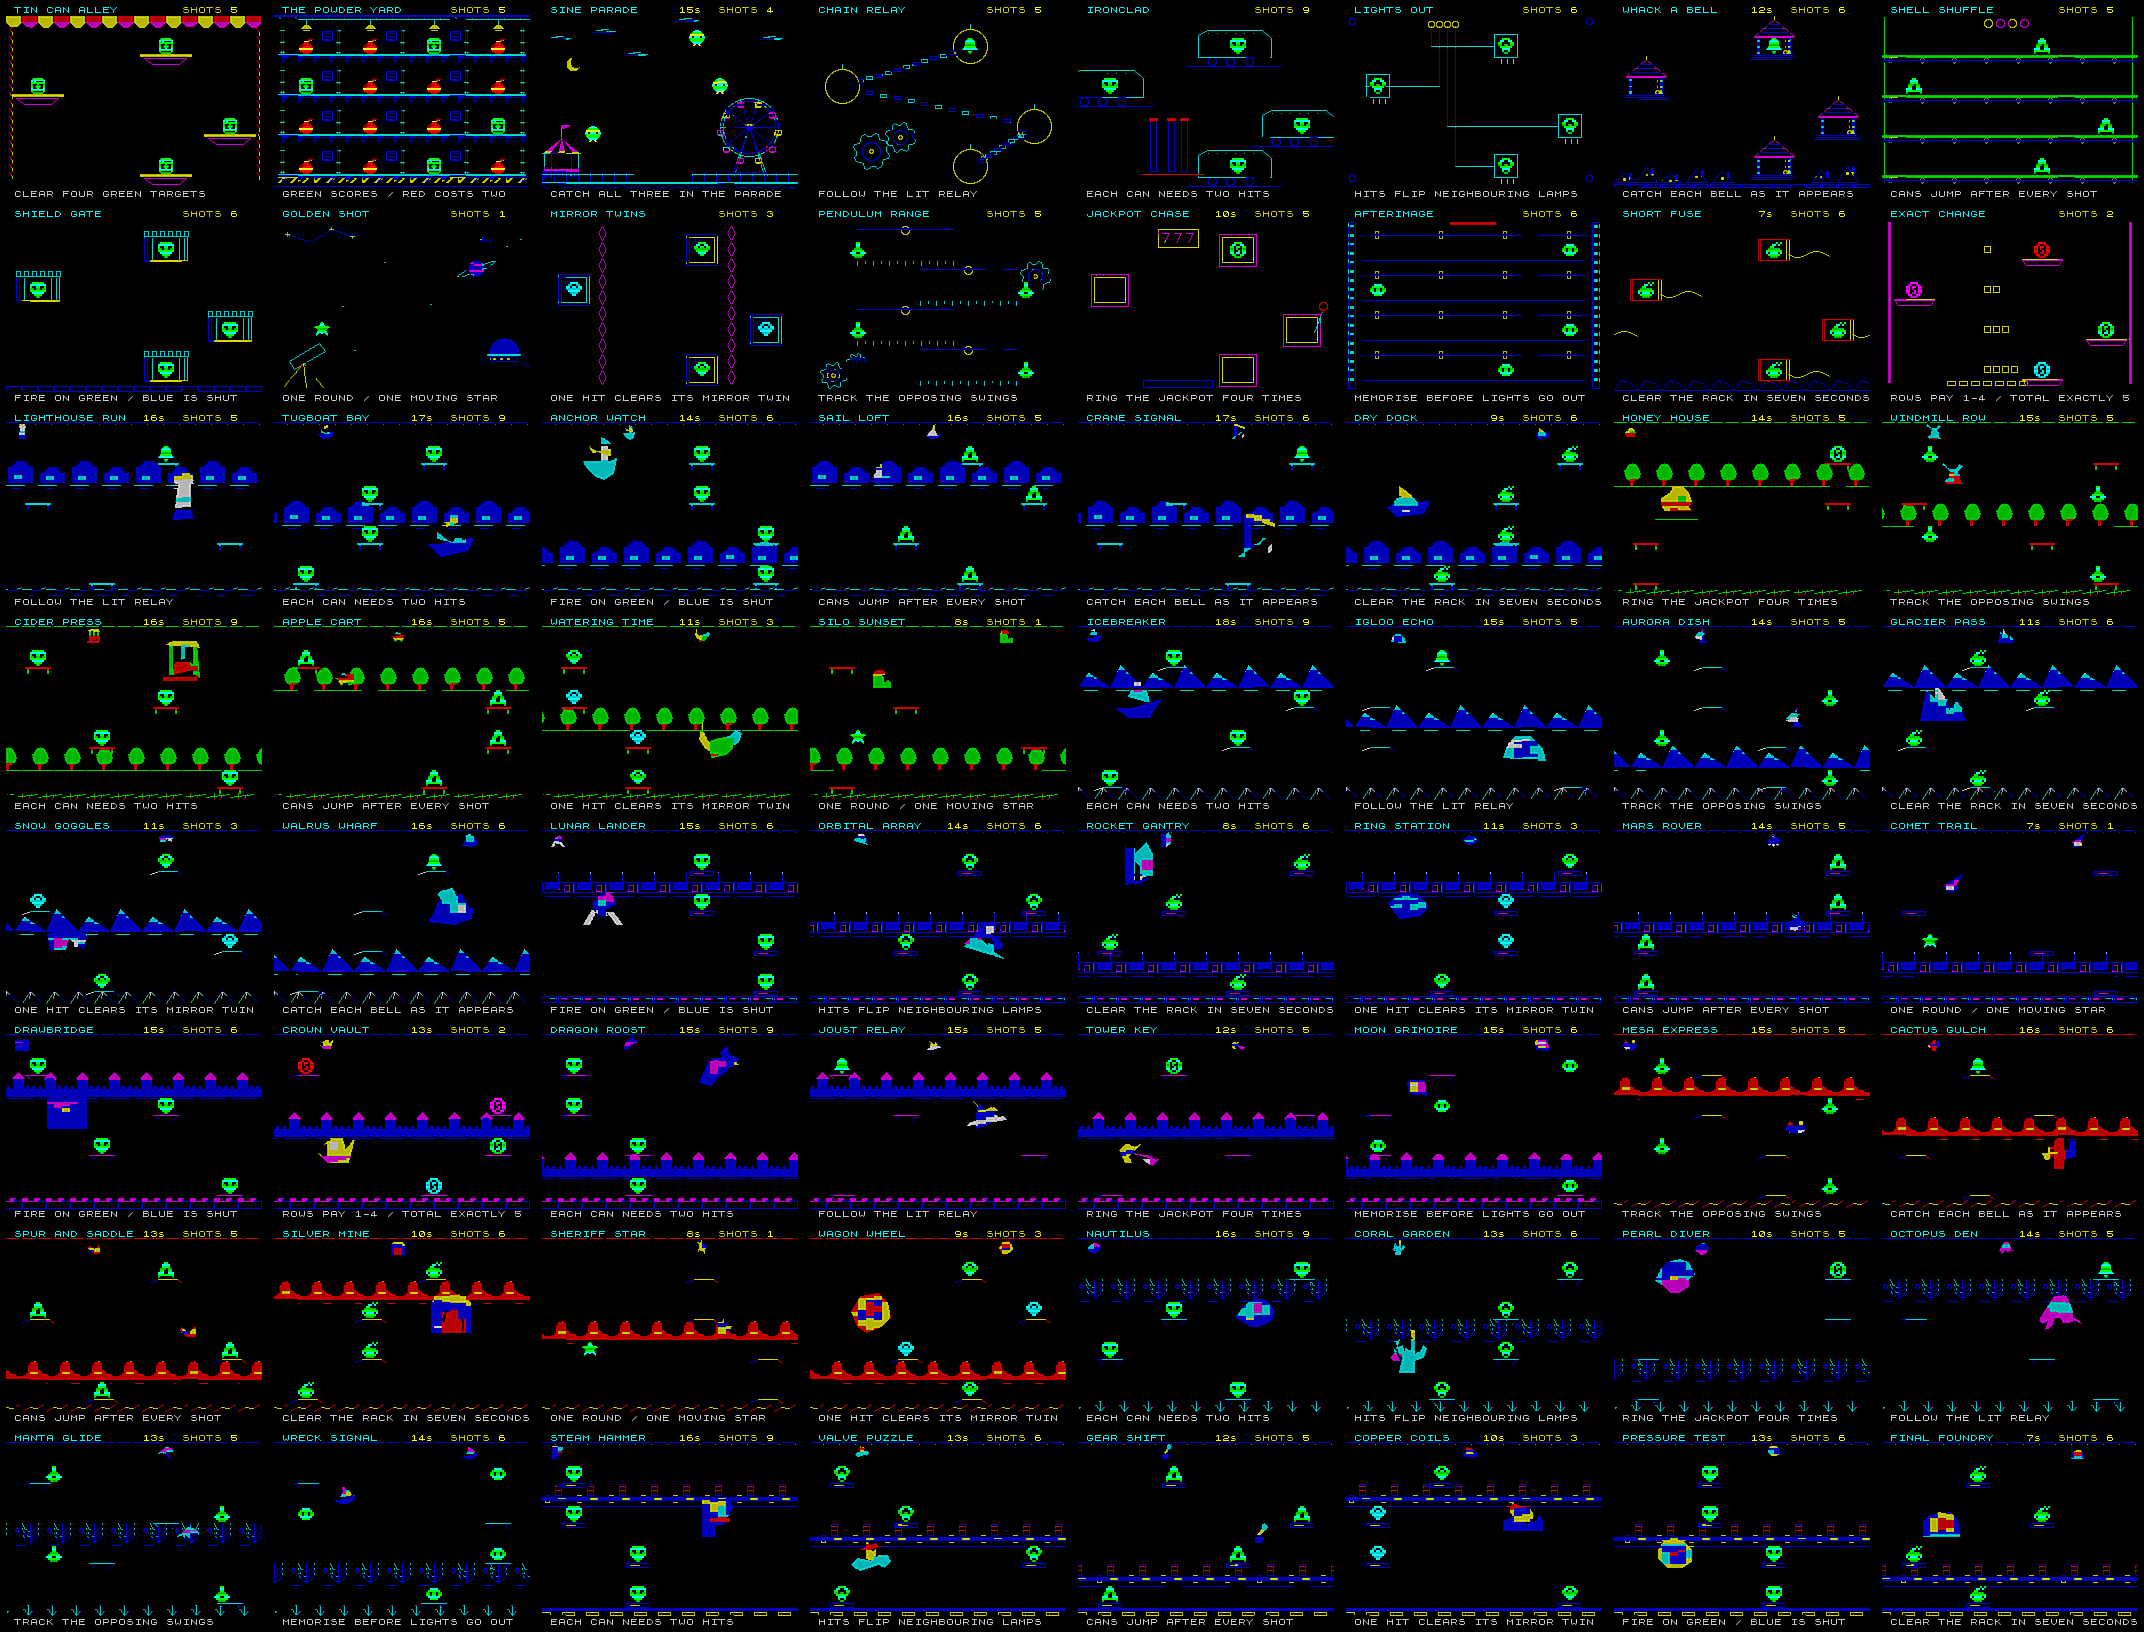 TIN CAN ALLEY SHOTS 5
CLEAR FOUR GREEN TARGETS
THE POWDER YARD SHOTS 5
GREEN SCORES / RED COSTS TWO
SINE PARADE 15s SHOTS 4
CATCH ALL THREE IN THE PARADE
CHAIN RELAY SHOTS 5
FOLLOW THE LIT RELAY
IRONCLAD SHOTS 9
EACH CAN NEEDS TWO HITS
LIGHTS OUT SHOTS 6
HITS FLIP NEIGHBOURING LAMPS
WHACK A BELL 12s SHOTS 6
CATCH EACH BELL AS IT APPEARS
SHELL SHUFFLE SHOTS 5
CANS JUMP AFTER EVERY SHOT
SHIELD GATE SHOTS 6
FIRE ON GREEN / BLUE IS SHUT
GOLDEN SHOT SHOTS 1
ONE ROUND / ONE MOVING STAR
MIRROR TWINS SHOTS 3
ONE HIT CLEARS ITS MIRROR TWIN
PENDULUM RANGE SHOTS 5
TRACK THE OPPOSING SWINGS
JACKPOT CHASE 10s SHOTS 5
777
RING THE JACKPOT FOUR TIMES
AFTERIMAGE SHOTS 6
MEMORISE BEFORE LIGHTS GO OUT
SHORT FUSE 7s SHOTS 6
CLEAR THE RACK IN SEVEN SECONDS
EXACT CHANGE SHOTS 2
ROWS PAY 1-4 / TOTAL EXACTLY 5
LIGHTHOUSE RUN 16s SHOTS 5
FOLLOW THE LIT RELAY
TUGBOAT BAY 17s SHOTS 9
EACH CAN NEEDS TWO HITS
ANCHOR WATCH 14s SHOTS 6
FIRE ON GREEN / BLUE IS SHUT
SAIL LOFT 16s SHOTS 5
CANS JUMP AFTER EVERY SHOT
CRANE SIGNAL 17s SHOTS 6
CATCH EACH BELL AS IT APPEARS
DRY DOCK 9s SHOTS 6
CLEAR THE RACK IN SEVEN SECONDS
HONEY HOUSE 14s SHOTS 5
RING THE JACKPOT FOUR TIMES
WINDMILL ROW 15s SHOTS 5
TRACK THE OPPOSING SWINGS
CIDER PRESS 16s SHOTS 9
EACH CAN NEEDS TWO HITS
APPLE CART 16s SHOTS 5
CANS JUMP AFTER EVERY SHOT
WATERING TIME 11s SHOTS 3
ONE HIT CLEARS ITS MIRROR TWIN
SILO SUNSET 8s SHOTS 1
ONE ROUND / ONE MOVING STAR
ICEBREAKER 18s SHOTS 9
EACH CAN NEEDS TWO HITS
IGLOO ECHO 15s SHOTS 5
FOLLOW THE LIT RELAY
AURORA DISH 14s SHOTS 5
TRACK THE OPPOSING SWINGS
GLACIER PASS 11s SHOTS 6
CLEAR THE RACK IN SEVEN SECONDS
SNOW GOGGLES 11s SHOTS 3
ONE HIT CLEARS ITS MIRROR TWIN
WALRUS WHARF 16s SHOTS 6
CATCH EACH BELL AS IT APPEARS
LUNAR LANDER 15s SHOTS 6
FIRE ON GREEN / BLUE IS SHUT
ORBITAL ARRAY 14s SHOTS 6
HITS FLIP NEIGHBOURING LAMPS
ROCKET GANTRY 8s SHOTS 6
CLEAR THE RACK IN SEVEN SECONDS
RING STATION 11s SHOTS 3
ONE HIT CLEARS ITS MIRROR TWIN
MARS ROVER 14s SHOTS 5
CANS JUMP AFTER EVERY SHOT
COMET TRAIL 7s SHOTS 1
ONE ROUND / ONE MOVING STAR
DRAWBRIDGE 15s SHOTS 6
FIRE ON GREEN / BLUE IS SHUT
CROWN VAULT 13s SHOTS 2
ROWS PAY 1-4 / TOTAL EXACTLY 5
DRAGON ROOST 15s SHOTS 9
EACH CAN NEEDS TWO HITS
JOUST RELAY 15s SHOTS 5
FOLLOW THE LIT RELAY
TOWER KEY 12s SHOTS 5
RING THE JACKPOT FOUR TIMES
MOON GRIMOIRE 15s SHOTS 6
MEMORISE BEFORE LIGHTS GO OUT
MESA EXPRESS 15s SHOTS 5
TRACK THE OPPOSING SWINGS
CACTUS GULCH 16s SHOTS 6
CATCH EACH BELL AS IT APPEARS
SPUR AND SADDLE 13s SHOTS 5
CANS JUMP AFTER EVERY SHOT
SILVER MINE 10s SHOTS 6
CLEAR THE RACK IN SEVEN SECONDS
SHERIFF STAR 8s SHOTS 1
ONE ROUND / ONE MOVING STAR
WAGON WHEEL 9s SHOTS 3
ONE HIT CLEARS ITS MIRROR TWIN
NAUTILUS 16s SHOTS 9
EACH CAN NEEDS TWO HITS
CORAL GARDEN 13s SHOTS 6
HITS FLIP NEIGHBOURING LAMPS
PEARL DIVER 10s SHOTS 5
RING THE JACKPOT FOUR TIMES
OCTOPUS DEN 14s SHOTS 5
FOLLOW THE LIT RELAY
MANTA GLIDE 13s SHOTS 5
TRACK THE OPPOSING SWINGS
WRECK SIGNAL 14s SHOTS 6
MEMORISE BEFORE LIGHTS GO OUT
STEAM HAMMER 16s SHOTS 9
EACH CAN NEEDS TWO HITS
VALVE PUZZLE 13s SHOTS 6
HITS FLIP NEIGHBOURING LAMPS
GEAR SHIFT 12s SHOTS 5
CANS JUMP AFTER EVERY SHOT
COPPER COILS 10s SHOTS 3
ONE HIT CLEARS ITS MIRROR TWIN
PRESSURE TEST 13s SHOTS 6
FIRE ON GREEN / BLUE IS SHUT
FINAL FOUNDRY 7s SHOTS 6
CLEAR THE RACK IN SEVEN SECONDS